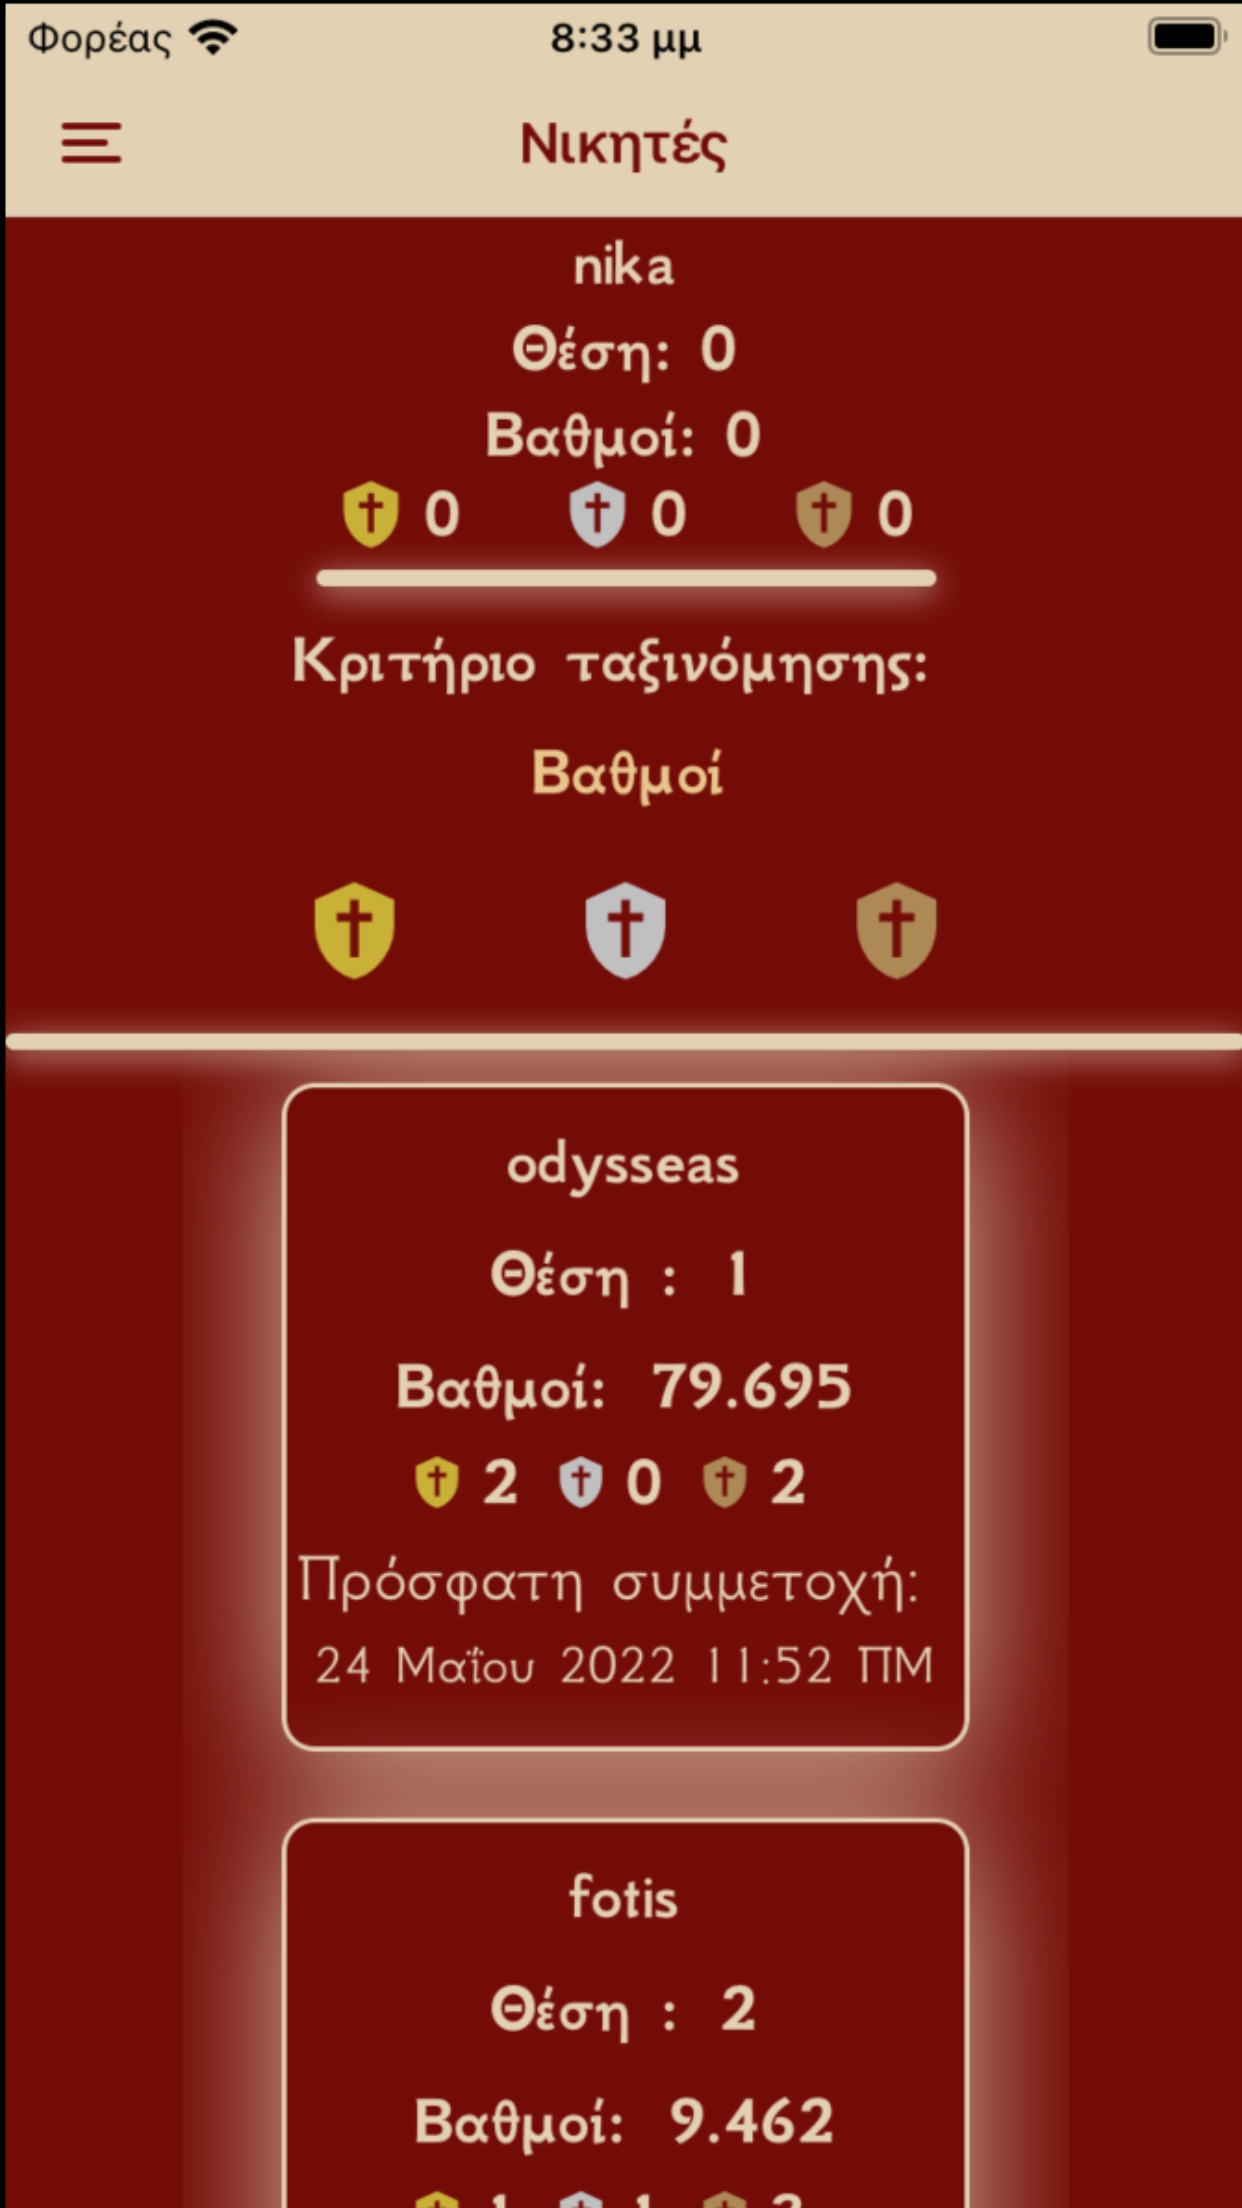 Φορέας 8:33 μμ
Νικητές
nika
Θέση: 0
Βαθμοί: 0
0 0 0
Κριτήριο ταξινόμησης:
Βαθμοί
odysseas
Θέση : 1
Βαθμοί: 79.695
2 0 2
Πρόσφατη συμμετοχή:
24 Μαΐου 2022 11:52 ΠΜ
fotis
Θέση : 2
Βαθμοί: 9.462